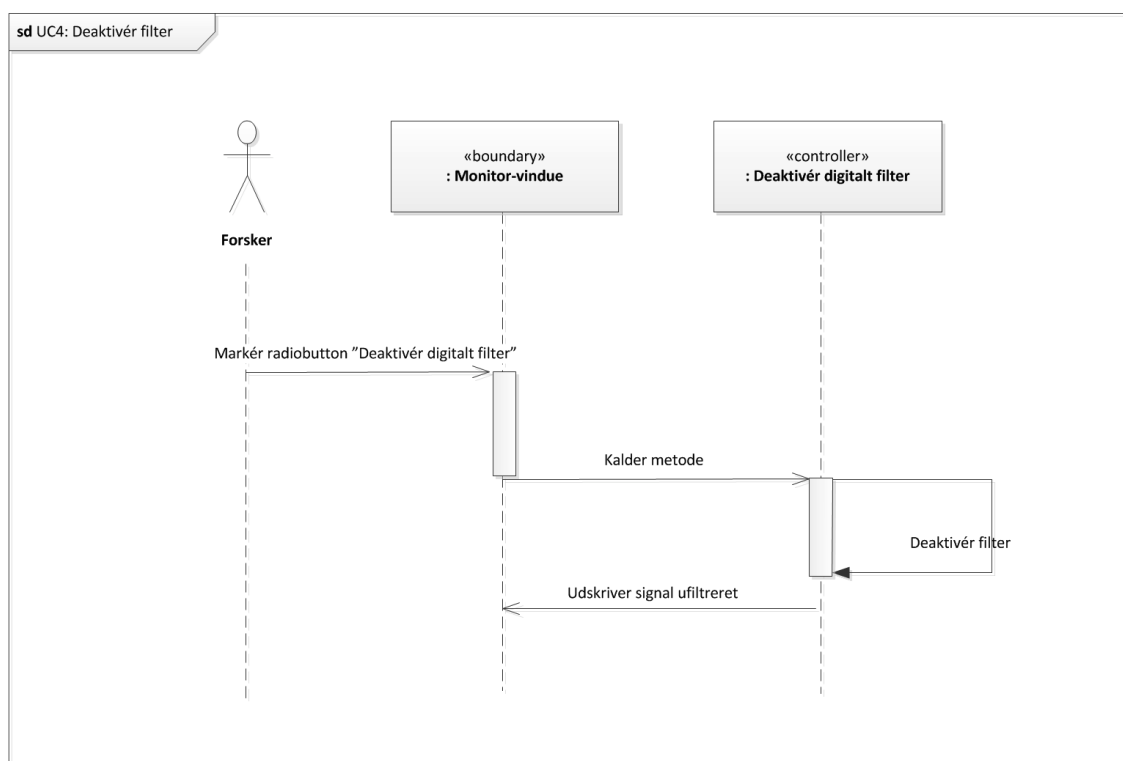 sd UC4: Deaktivér filter
«boundary»
: Monitor-vindue
«controller»
: Deaktivér digitalt filter
Forsker
Markér radiobutton ”Deaktivér digitalt filter”
Kalder metode
Deaktivér filter
Udskriver signal ufiltreret